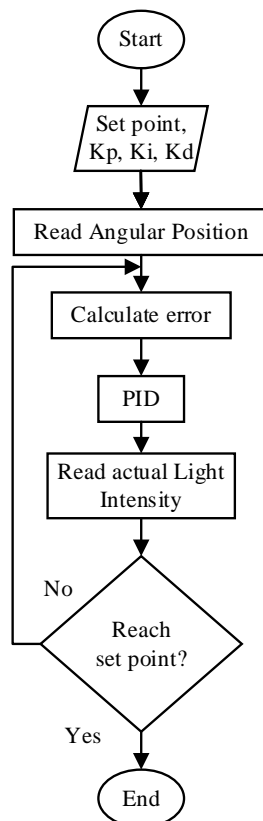 Start
Set point,
Kp, Ki, Kd
Read Angular Position
Calculate error
PID
Read actual Light
Intensity
No
Reach
set point?
Yes
End